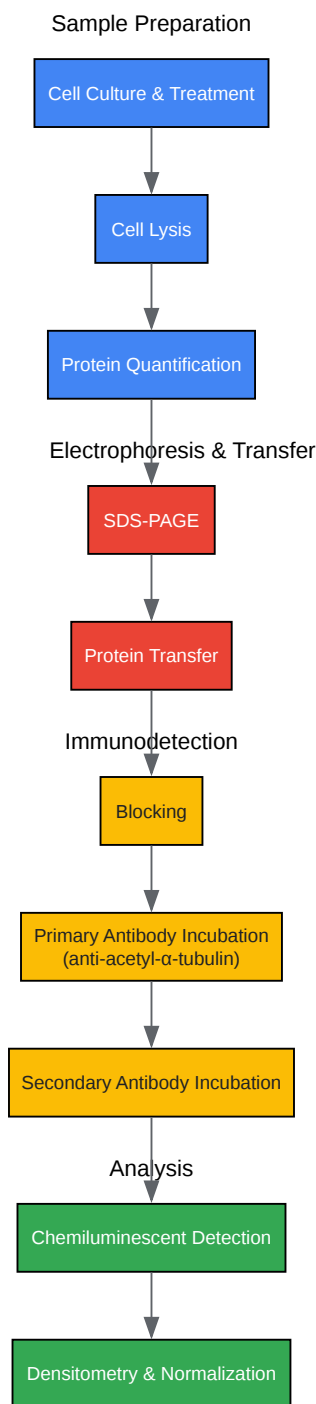 Sample Preparation
Cell Culture & Treatment
Cell Lysis
Protein Quantification
Electrophoresis & Transfer
SDS-PAGE
Protein Transfer
Immunodetection
Blocking
Primary Antibody Incubation
(anti-acetyl-α-tubulin)
Secondary Antibody Incubation
Analysis
Chemiluminescent Detection
Densitometry & Normalization